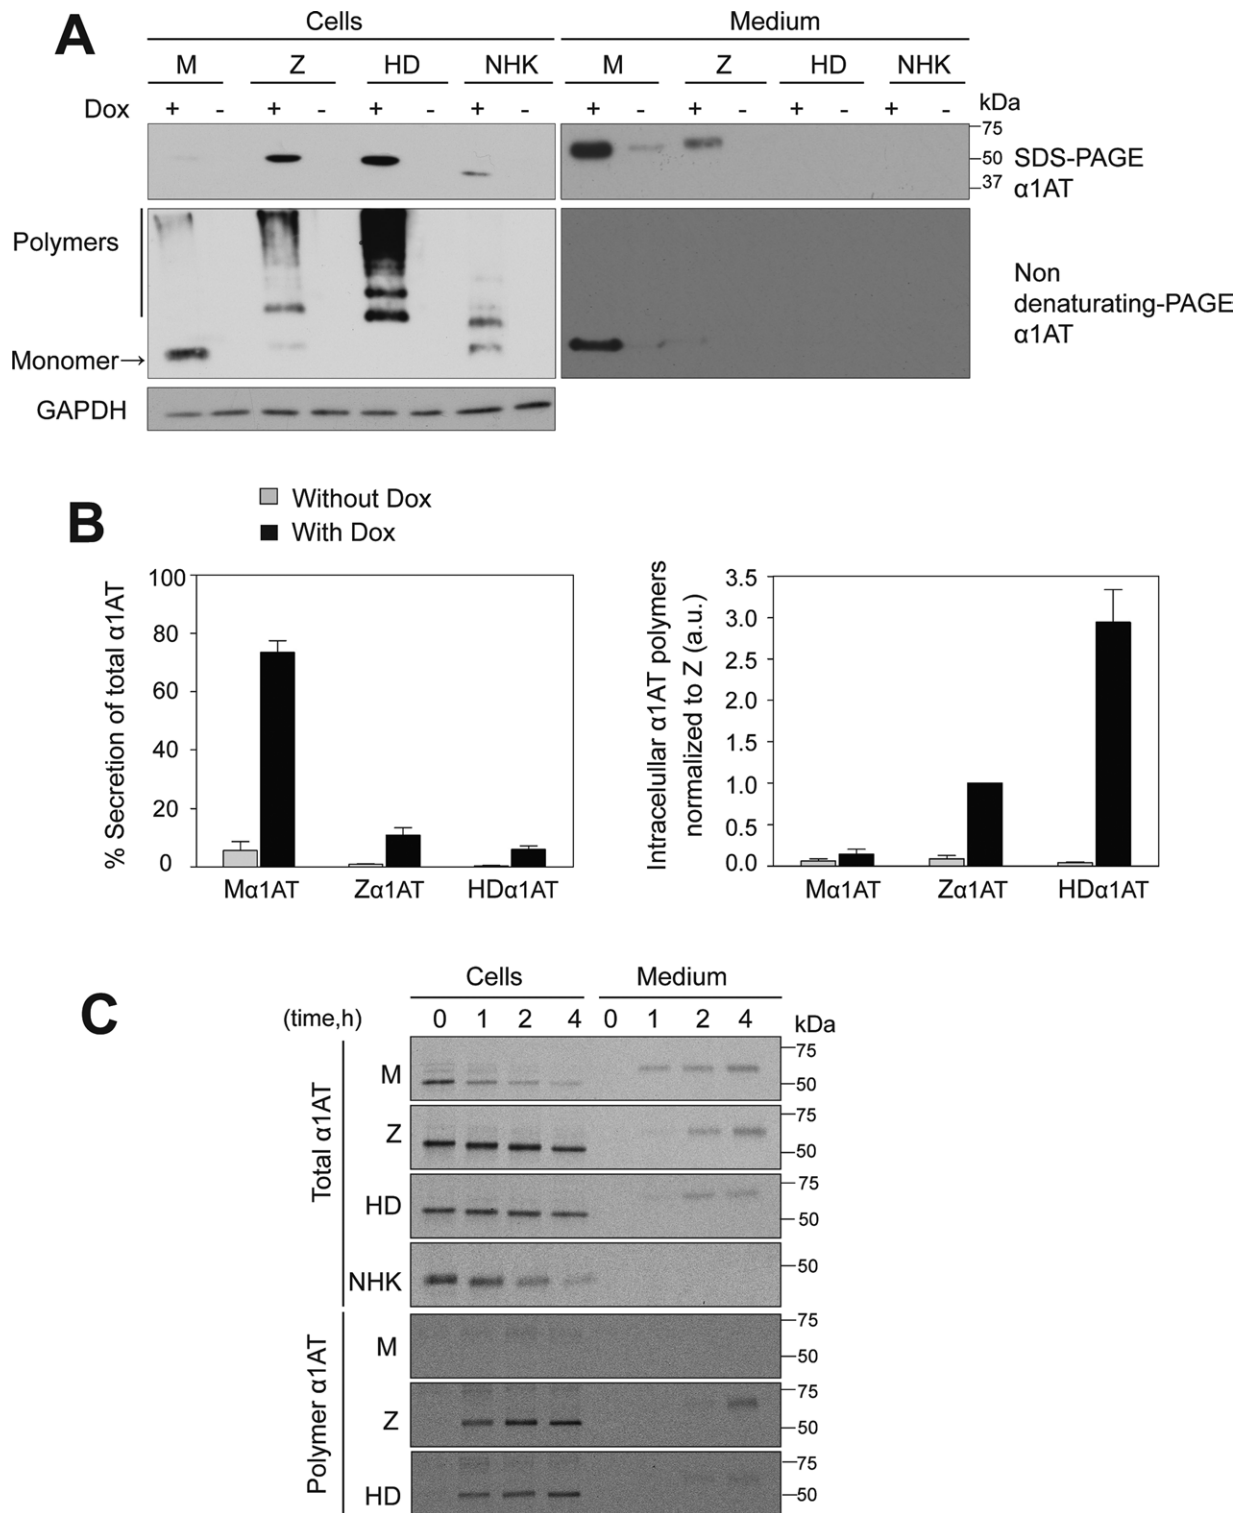 A
Cells Medium
M Z HD NHK M Z HD NHK
Dox + - + - + - + - + - + - + - + - kDa
75
50
37
SDS-PAGE
α1AT
Polymers
Monomer→
Non
denaturating-PAGE
α1AT
GAPDH
B
Without Dox
With Dox
% Secretion of total α1AT
100
80
60
40
20
0
Mα1AT Zα1AT HDα1AT
Intracelullar α1AT polymers
normalized to Z (a.u.)
3.5
3.0
2.5
2.0
1.5
1.0
0.5
0.0
Mα1AT Zα1AT HDα1AT
C
Cells Medium
(time,h) 0 1 2 4 0 1 2 4 kDa
Total α1AT
M
75
50
Z
75
50
HD
75
50
NHK
50
Polymer α1AT
M
75
50
Z
75
50
HD
75
50